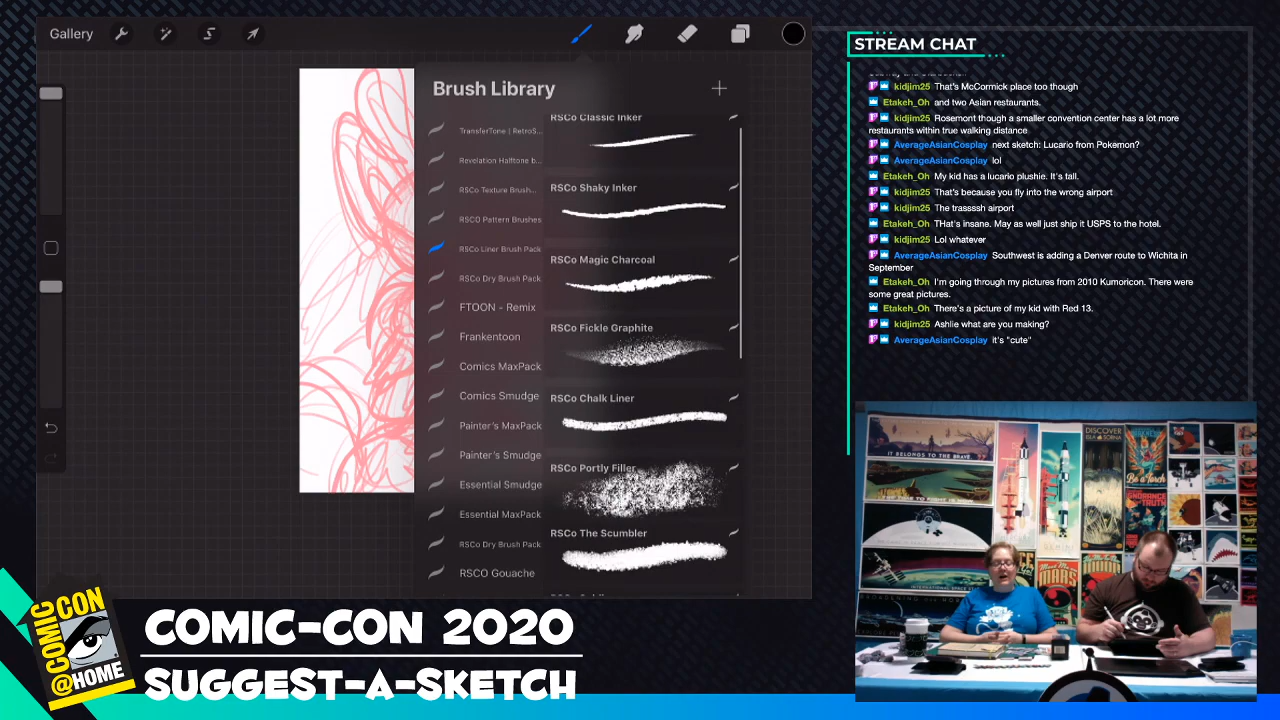 Gallery
Brush Library
TransferTone | RetroS...
Revelation Halftone b...
RSCo Texture Brush...
RSCO Pattern Brushes
RSCo Liner Brush Pack
RSCo Dry Brush Pack
FTOON - Remix
Frankentoon
Comics MaxPack
Comics Smudge
Painter's MaxPack
Painter's Smudge
Essential Smudge
Essential MaxPack
RSCo Dry Brush Pack
RSCO Gouache
RSCo Classic Inker
RSCo Shaky Inker
RSCo Magic Charcoal
RSCo Fickle Graphite
RSCo Chalk Liner
RSCo Portly Filler
RSCo The Scumbler
STREAM CHAT
kidjim25 That's McCormick place too though
Etakeh_Oh and two Asian restaurants.
kidjim25 Rosemont though a smaller convention center has a lot more
restaurants within true walking distance
AverageAsianCosplay next sketch: Lucario from Pokemon?
AverageAsianCosplay lol
Etakeh_Oh My kid has a lucario plushie. It's tall.
kidjim25 That's because you fly into the wrong airport
kidjim25 The trasssssh airport
Etakeh_Oh THat's insane. May as well just ship it USPS to the hotel.
kidjim25 Lol whatever
AverageAsianCosplay Southwest is adding a Denver route to Wichita in
September
Etakeh_Oh I'm going through my pictures from 2010 Kumoricon. There were
some great pictures.
Etakeh_Oh There's a picture of my kid with Red 13.
kidjim25 Ashlie what are you making?
AverageAsianCosplay it's "cute"
IT BELONGS TO THE BRAVE
DISCOVER
ISLA SORNA
Be a Torch
IGNORANCE
TRUTH
MARS
COMIC CON
@HOME
COMIC-CON 2020
SUGGEST-A-SKETCH